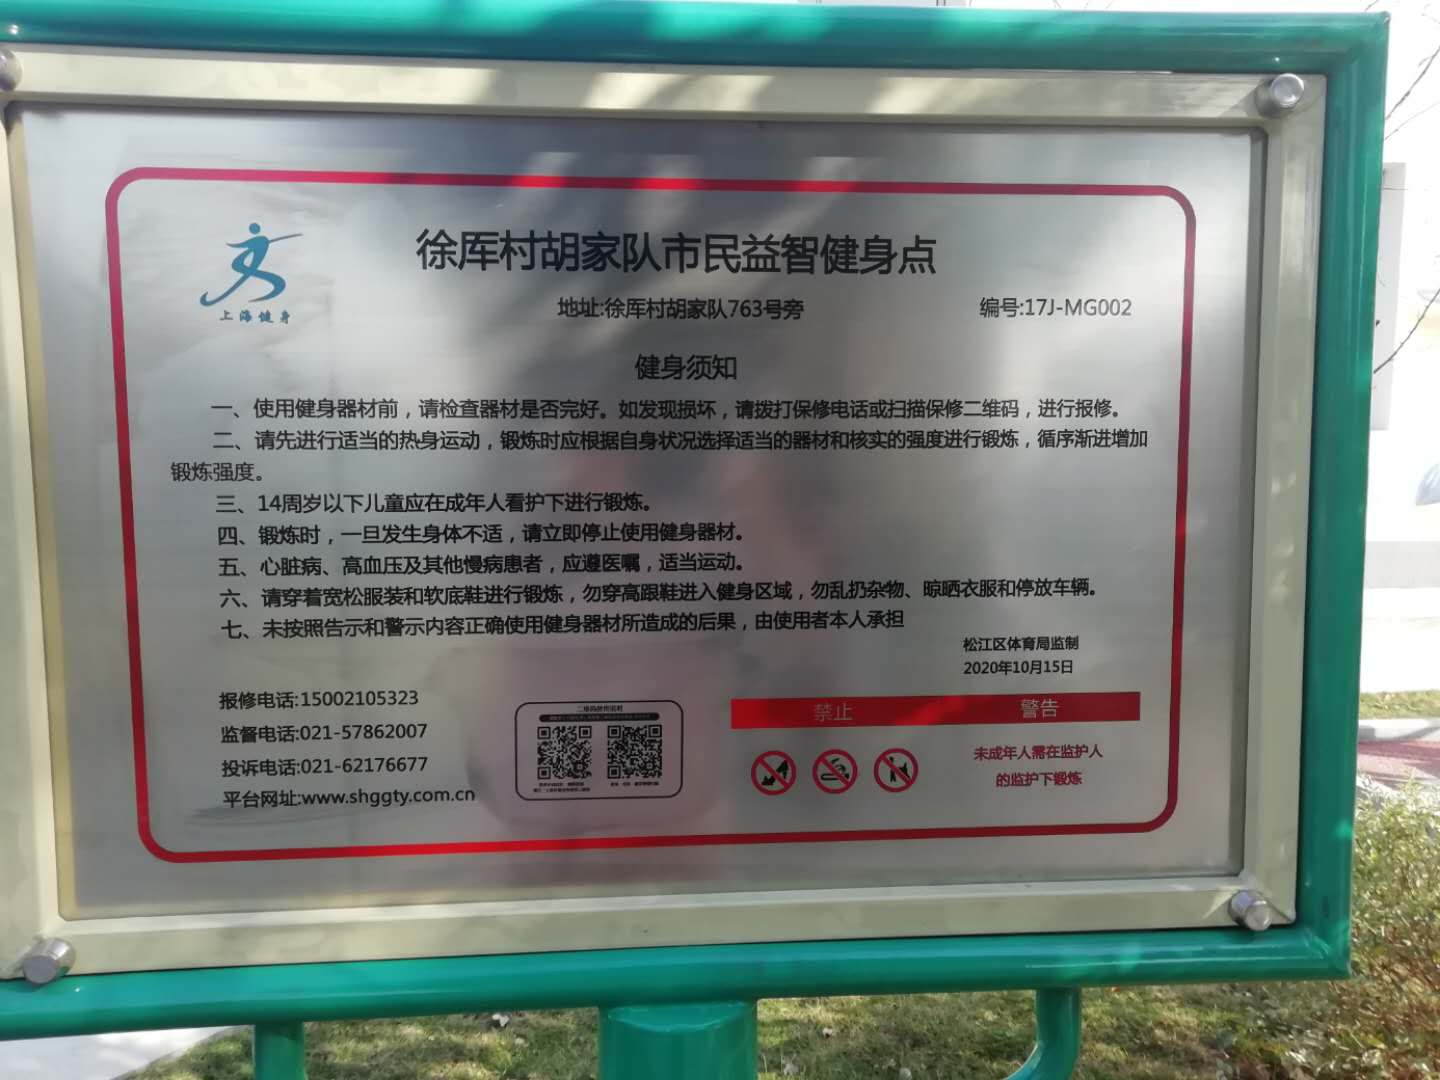 上海健身
徐厍村胡家队市民益智健身点
地址:徐厍村胡家队763号旁
编号:17J-MG002
健身须知
一、使用健身器材前，请检查器材是否完好。如发现损坏，请拨打保修电话或扫描保修二维码，进行报修。
二、请先进行适当的热身运动，锻炼时应根据自身状况选择适当的器材和核实的强度进行锻炼，循序渐进增加
锻炼强度。
三、14周岁以下儿童应在成年人看护下进行锻炼。
四、锻炼时，一旦发生身体不适，请立即停止使用健身器材。
五、心脏病、高血压及其他慢病患者，应遵医嘱，适当运动。
六、请穿着宽松服装和软底鞋进行锻炼，勿穿高跟鞋进入健身区域，勿乱扔杂物、晾晒衣服和停放车辆。
七、未按照告示和警示内容正确使用健身器材所造成的后果，由使用者本人承担
松江区体育局监制
2020年10月15日
报修电话:15002105323
监督电话:021-57862007
投诉电话:021-62176677
平台网址:www.shggty.com.cn
二维码使用说明
禁止
警告
未成年人需在监护人
的监护下锻炼